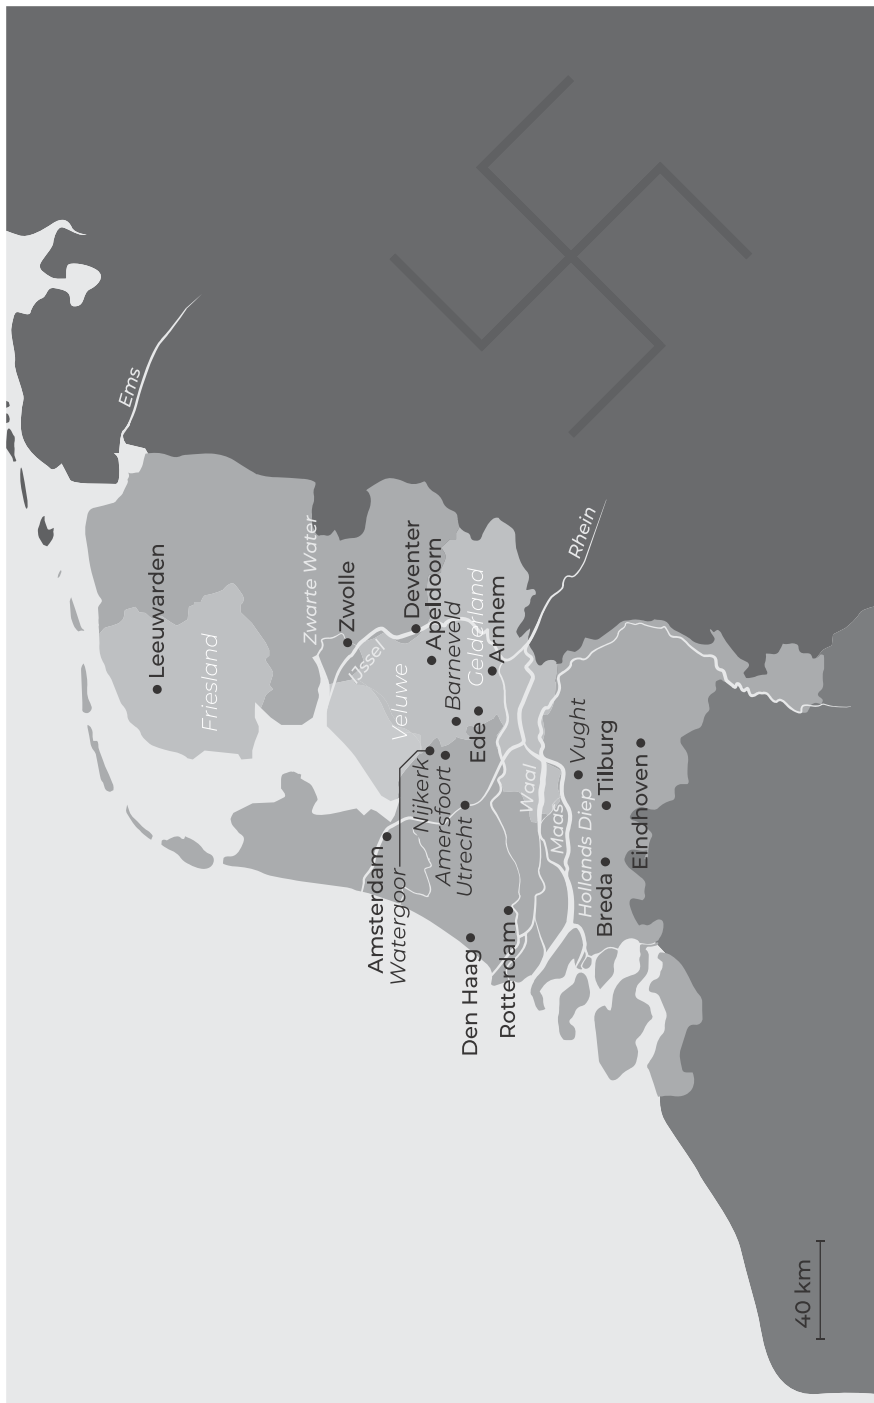 Ems
Leeuwarden
Friesland
Zwarte Water
Zwolle
IJssel
Deventer
Apeldoorn
Veluwe
Barneveld
Gelderland
Arnhem
Rhein
Ede
Nijkerk
Amersfoort
Utrecht
Amsterdam
Watergoor
Den Haag
Rotterdam
Waal
Maas
Hollands Diep
Vught
Tilburg
Breda
Eindhoven
40 km